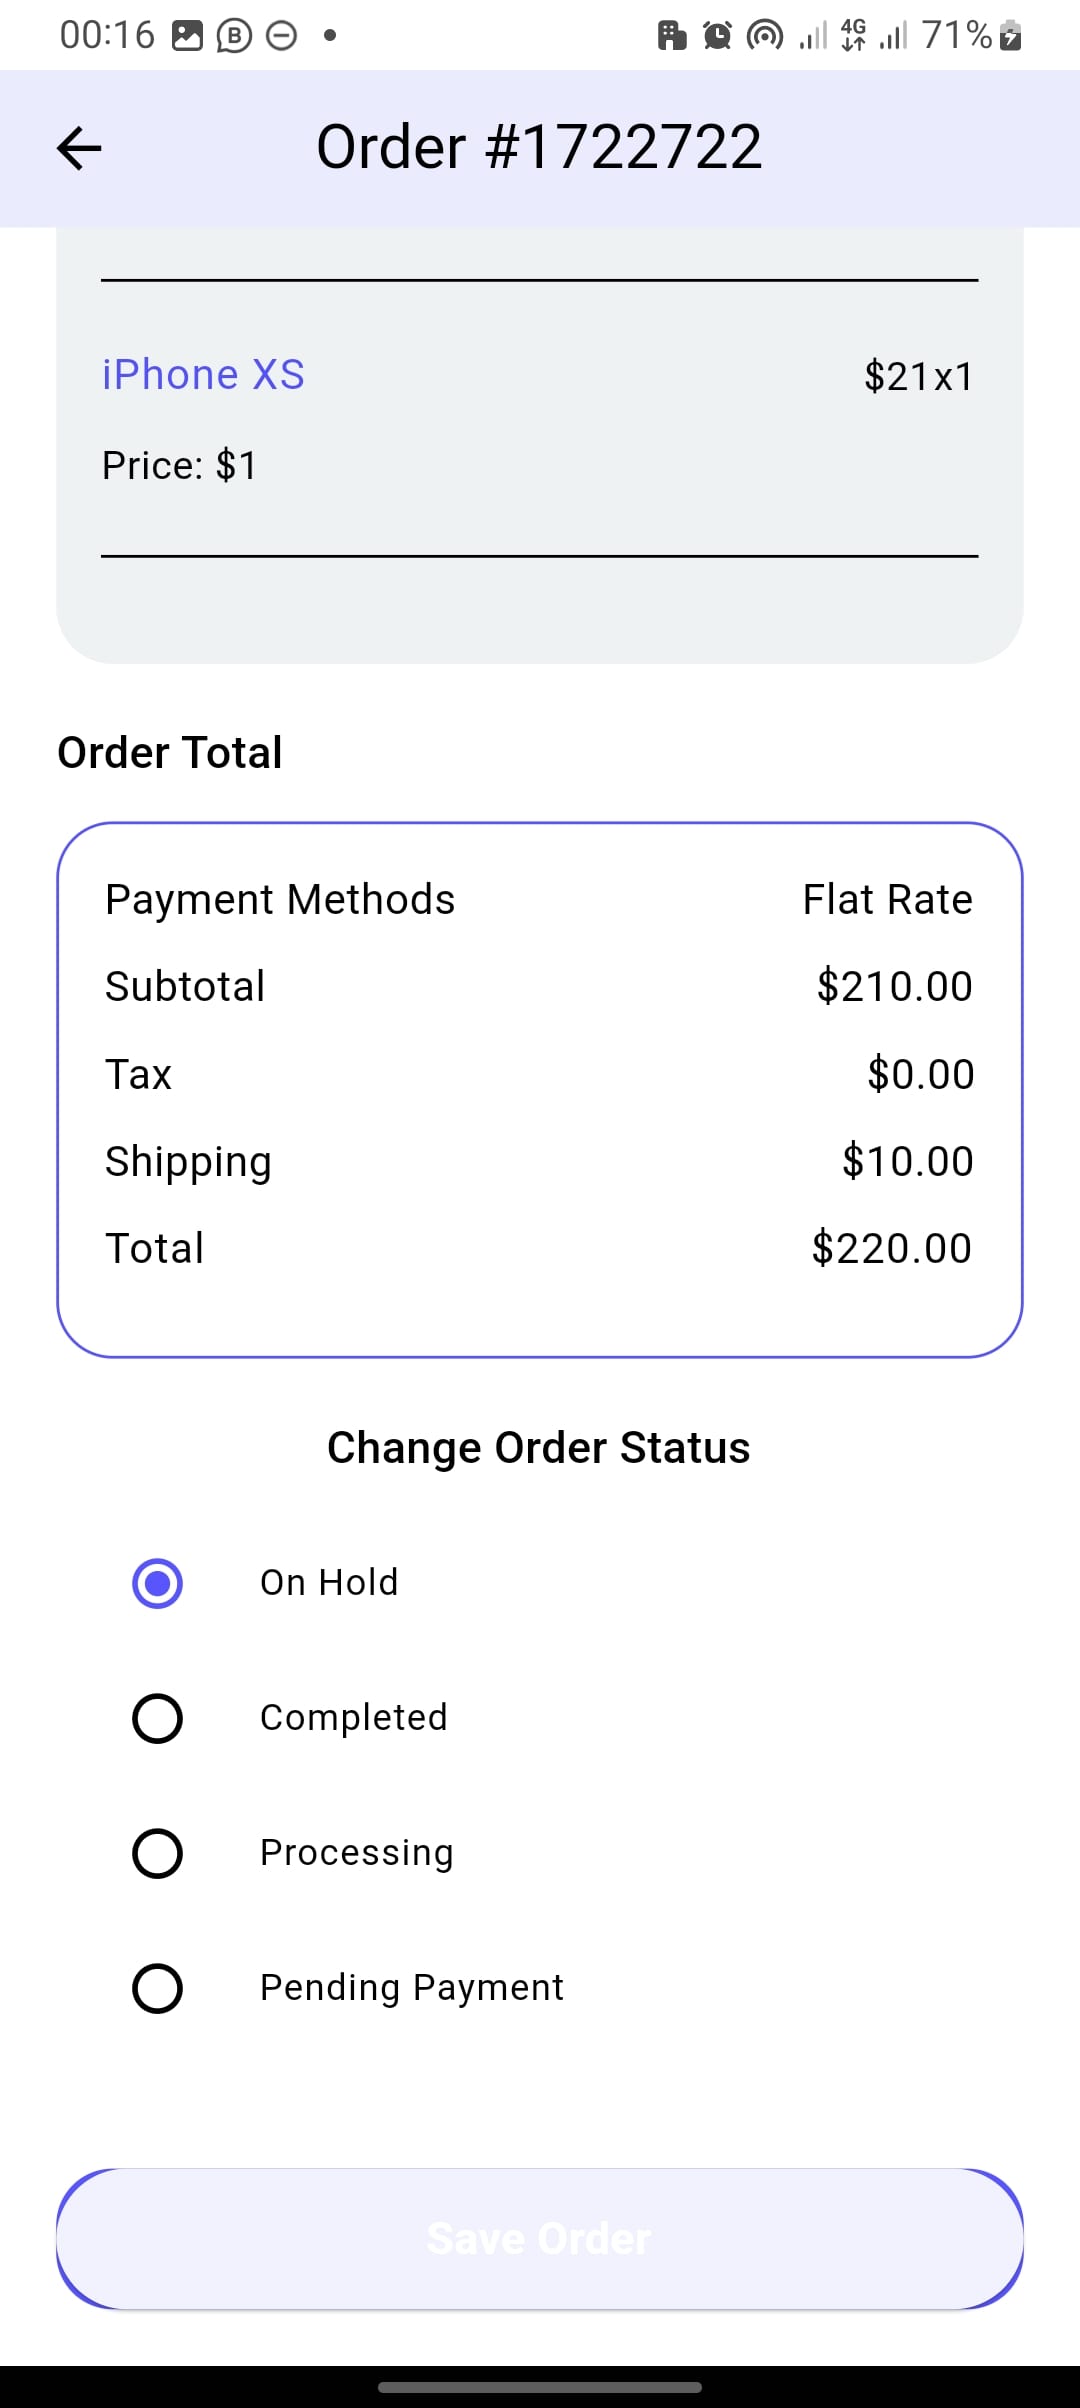 00:16 B 4G 71%
Order #1722722
iPhone XS $21x1
Price: $1
Order Total
Payment Methods Flat Rate
Subtotal $210.00
Tax $0.00
Shipping $10.00
Total $220.00
Change Order Status
On Hold
Completed
Processing
Pending Payment
Save Order